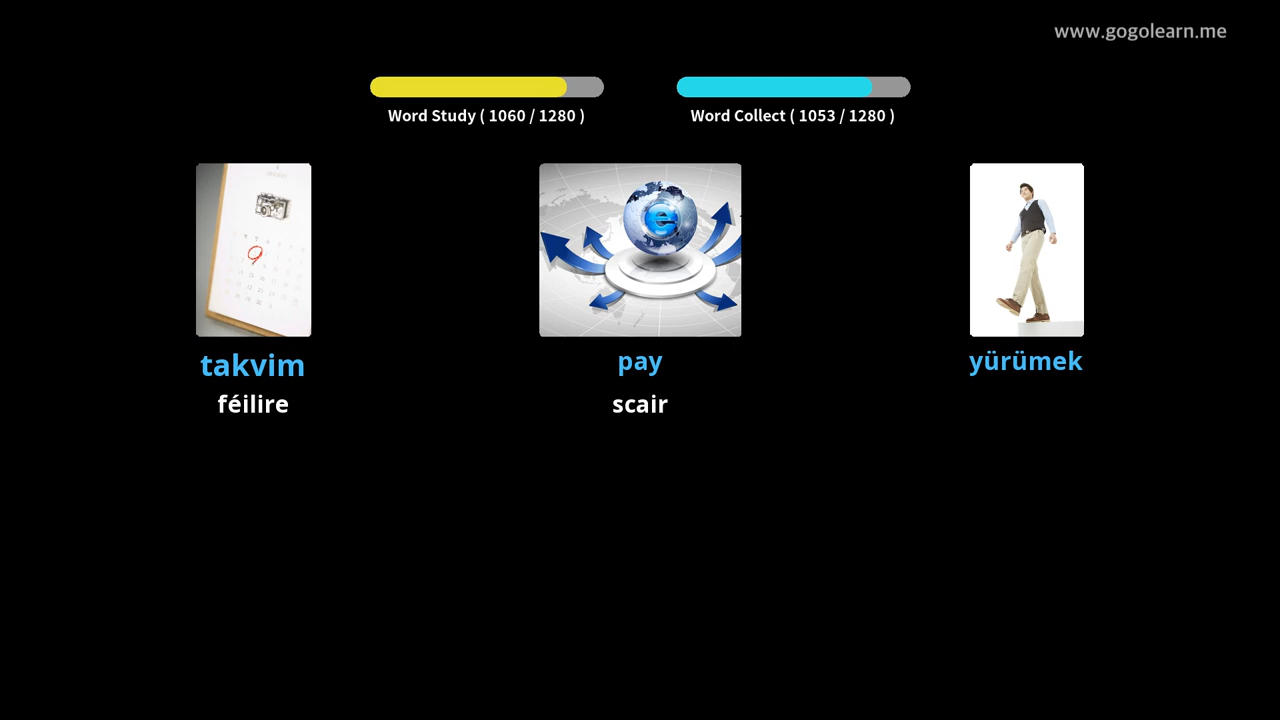 www.gogolearn.me
Word Study ( 1060 / 1280 )
Word Collect ( 1053 / 1280 )
e
takvim
pay
yürümek
féilire
scair